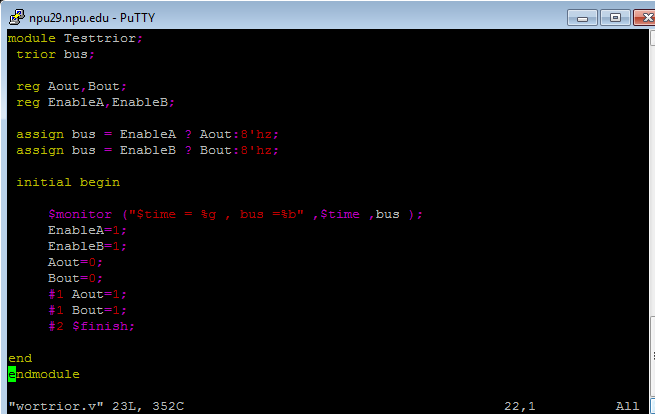 npu29.npu.edu - PuTTY
module Testtrior;
 trior bus;
 reg Aout,Bout;
 reg EnableA,EnableB;
 assign bus = EnableA ? Aout:8'hz;
 assign bus = EnableB ? Bout:8'hz;
 initial begin
     $monitor ("$time = %g , bus =%b" ,$time ,bus );
     EnableA=1;
     EnableB=1;
     Aout=0;
     Bout=0;
     #1 Aout=1;
     #1 Bout=1;
     #2 $finish;
end
endmodule
"wortrior.v" 23L, 352C 22,1 All